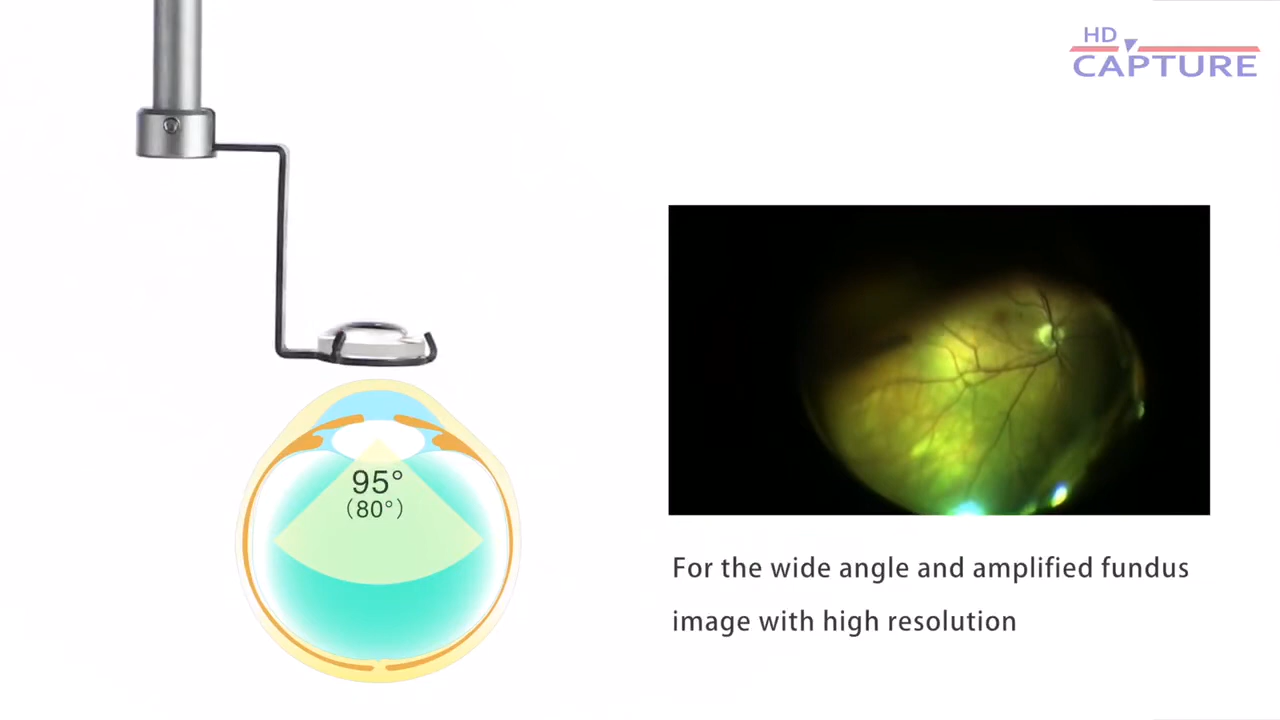 HD
CAPTURE
95°
(80°)
For the wide angle and amplified fundus
image with high resolution